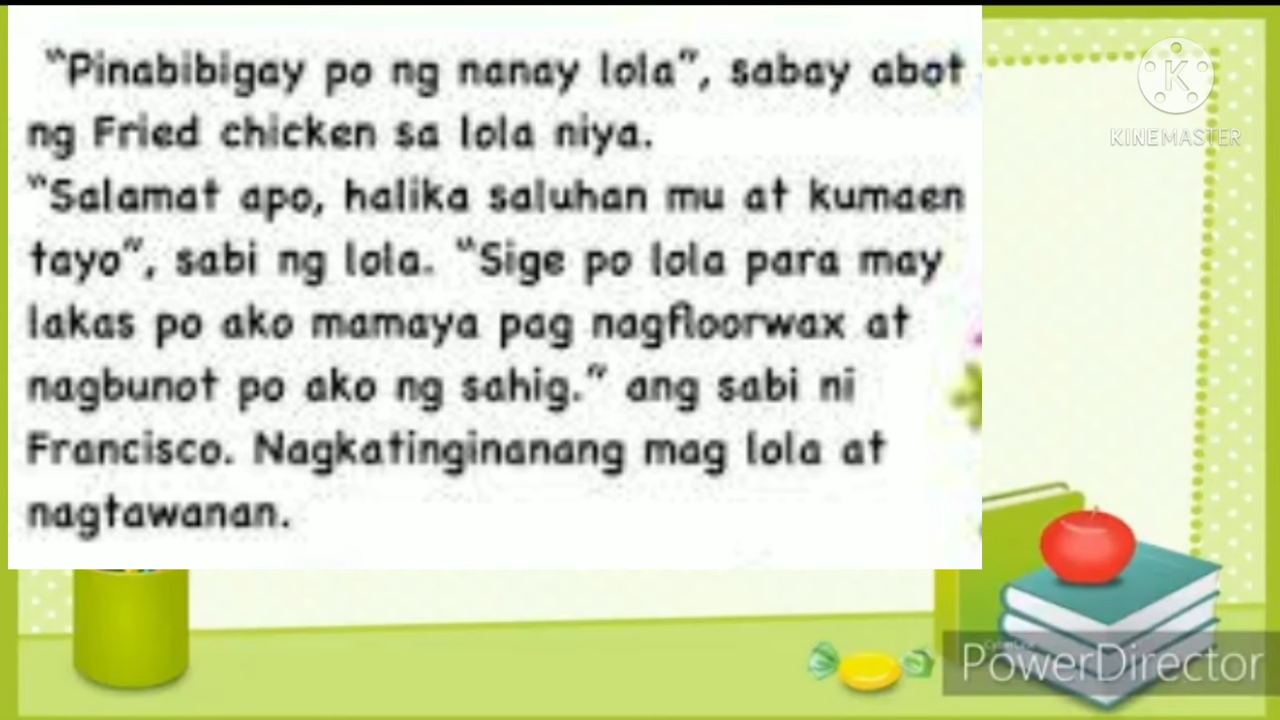 “Pinabibigay po ng nanay lola”, sabay abot
ng Fried chicken sa lola niya.
“Salamat apo, halika saluhan mu at kumaen
tayo”, sabi ng lola. “Sige po lola para may
lakas po ako mamaya pag nagfloorwax at
nagbunot po ako ng sahig.” ang sabi ni
Francisco. Nagkatinginanang mag lola at
nagtawanan.
K
KINEMASTER
PowerDirector